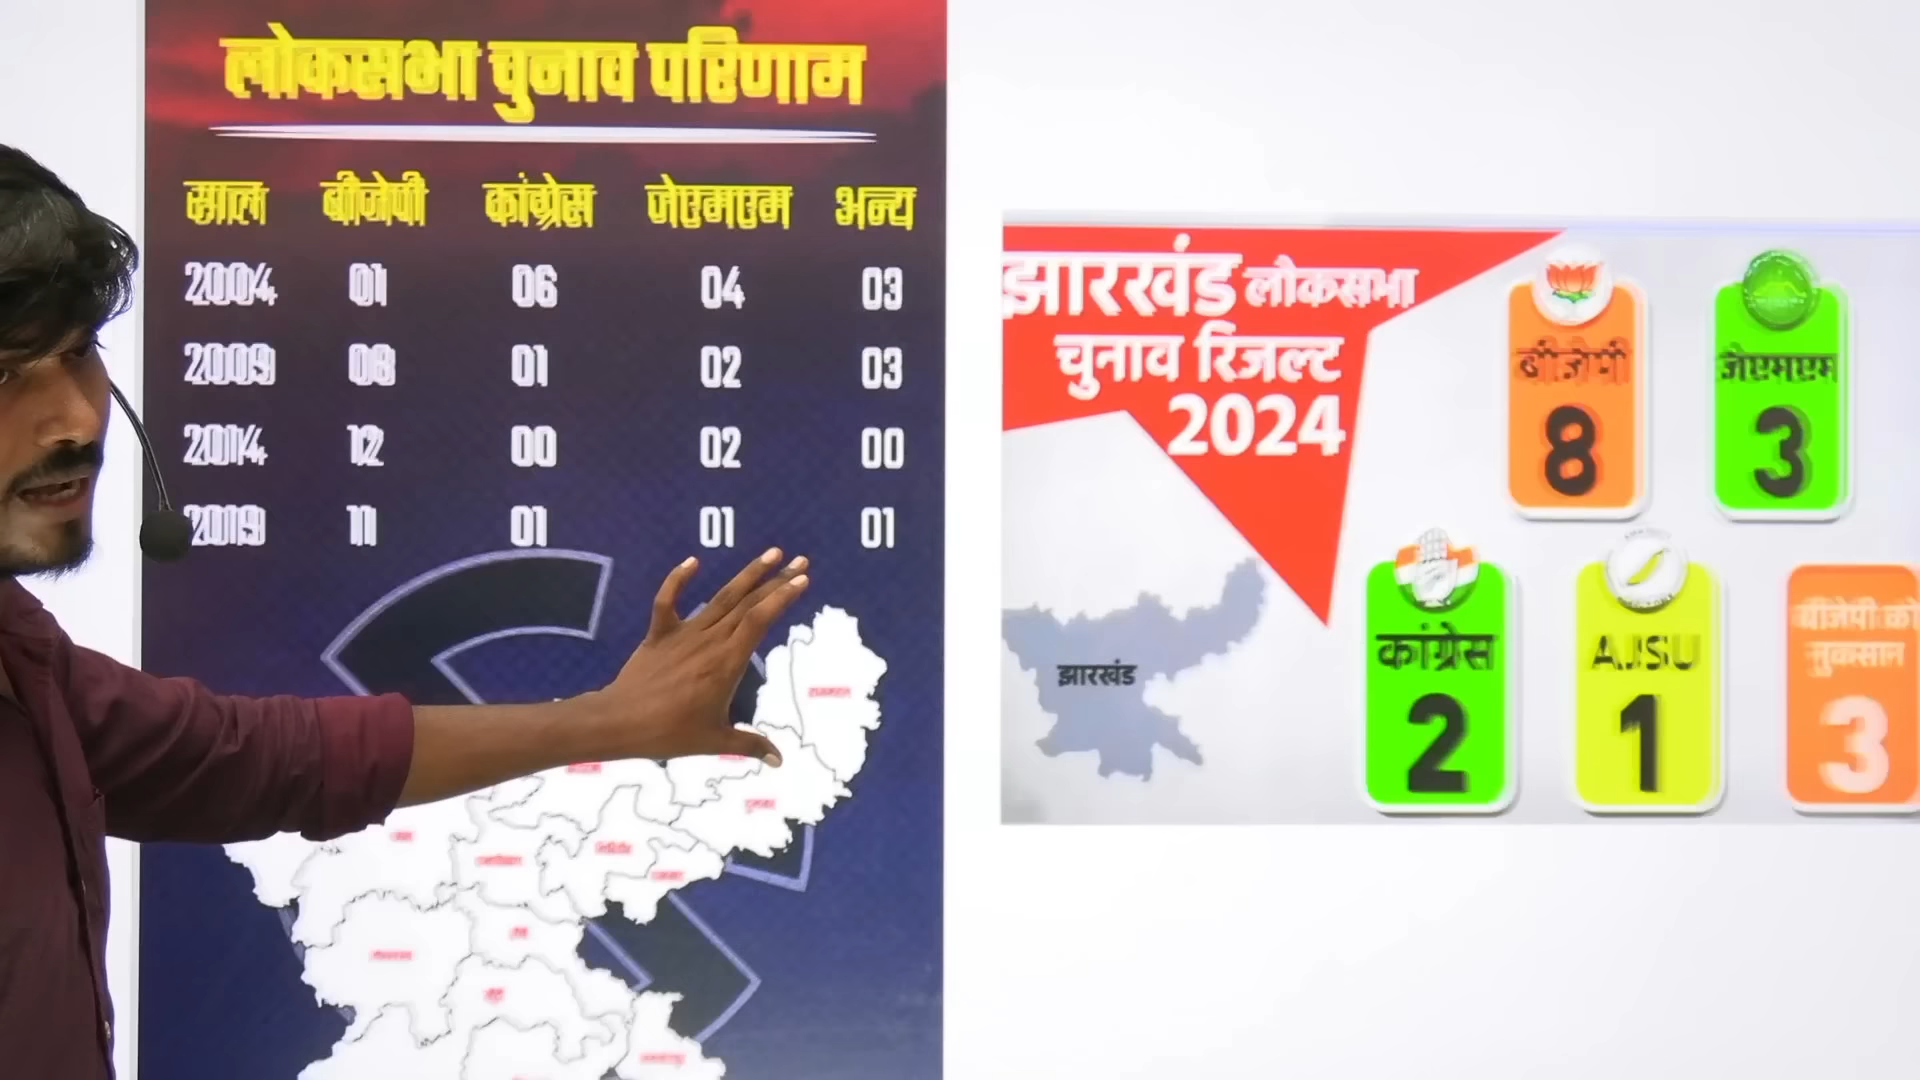 लोकसभा चुनाव परिणाम
साल बीजेपी कांग्रेस जेएमएम अन्य
2004 01 06 04 03
2009 08 01 02 03
2014 12 00 02 00
2019 11 01 01 01
झारखंड लोकसभा
चुनाव रिजल्ट
2024
झारखंड
बीजेपी
8
जेएमएम
3
कांग्रेस
2
AJSU
1
बीजेपी को
नुकसान
3